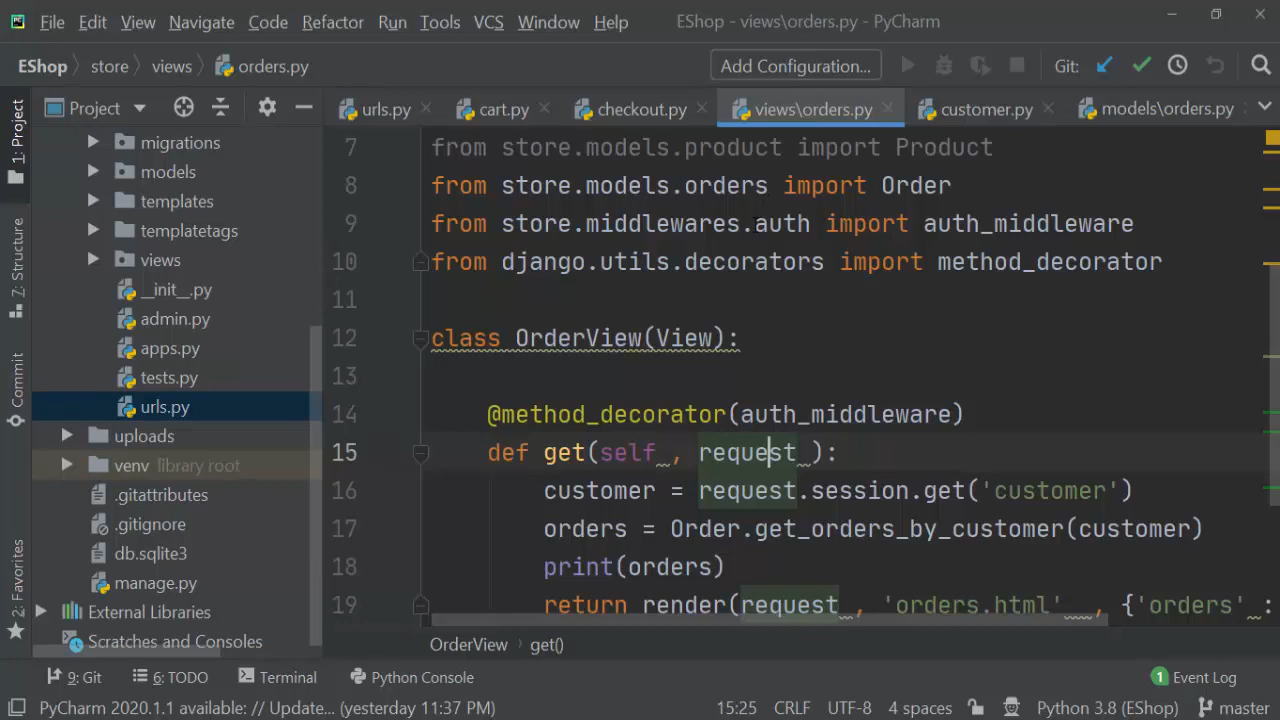 File Edit View Navigate Code Refactor Run Tools VCS Window Help EShop - views\orders.py - PyCharm
EShop store views orders.py Add Configuration... Git:
Project urls.py cart.py checkout.py views\orders.py customer.py models\orders.py
1: Project
7: Structure
Commit
2: Favorites
migrations
models
templates
templatetags
views
__init__.py
admin.py
apps.py
tests.py
urls.py
uploads
venv library root
.gitattributes
.gitignore
db.sqlite3
manage.py
External Libraries
Scratches and Consoles
7 from store.models.product import Product
8 from store.models.orders import Order
9 from store.middlewares.auth import auth_middleware
10 from django.utils.decorators import method_decorator
11
12 class OrderView(View):
13
14 @method_decorator(auth_middleware)
15 def get(self , request ):
16 customer = request.session.get('customer')
17 orders = Order.get_orders_by_customer(customer)
18 print(orders)
19 return render(request , 'orders.html' , {'orders' :
OrderView get()
9: Git 6: TODO Terminal Python Console 1 Event Log
PyCharm 2020.1.1 available: // Update... (yesterday 11:37 PM) 15:25 CRLF UTF-8 4 spaces Python 3.8 (EShop) master